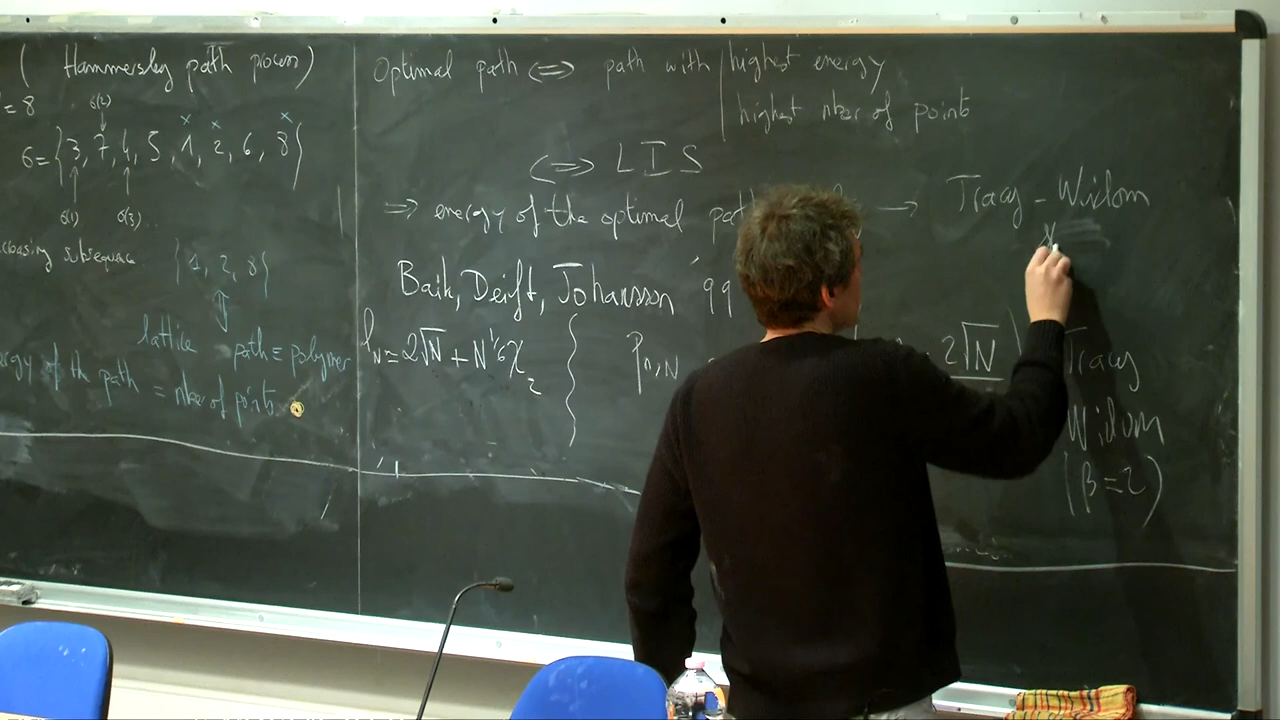 ( Hammersley path process)
= 8
σ(2)
x x x
σ = { 3, 7, 4, 5, 1, 2, 6, 8 }
σ(1) σ(3)
subsequence { 1, 2, 8 }
lattice path = polymer
energy of the path = nber of points
Optimal path <=> path with | highest energy
highest nber of points
<=> LIS
=> energy of the optimal path → Tracy - Widom
Baik, Deift, Johansson 99
l_N ≃ 2√N + N^{1/6} χ_2
P_{n,N} 2√N
Tracy
Widom
(β=2)